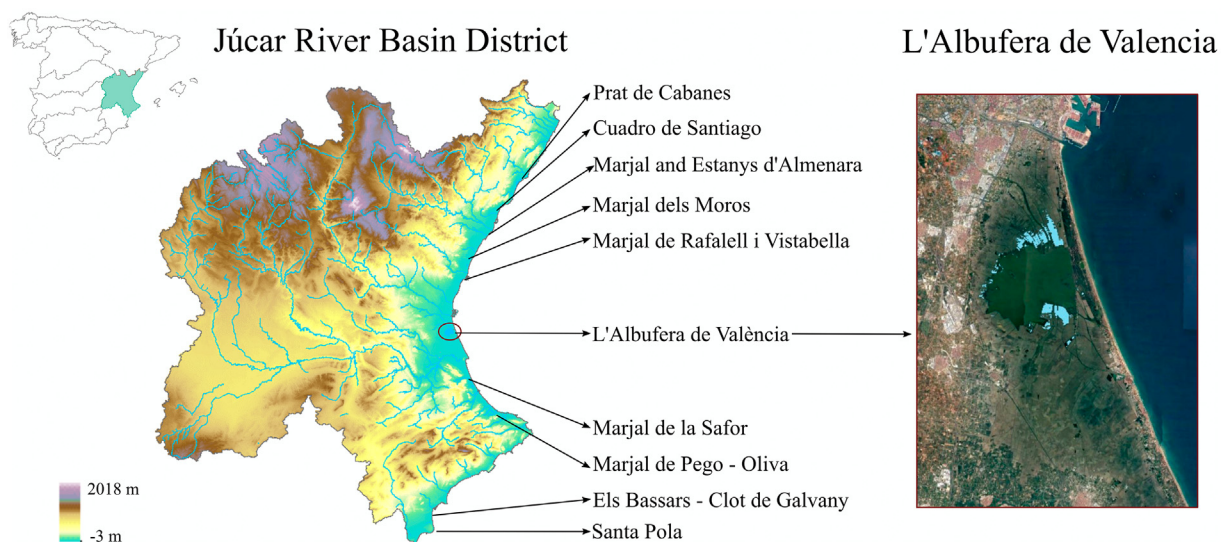 Júcar River Basin District
L'Albufera de Valencia
Prat de Cabanes
Cuadro de Santiago
Marjal and Estanys d'Almenara
Marjal dels Moros
Marjal de Rafalell i Vistabella
L'Albufera de València
Marjal de la Safor
Marjal de Pego - Oliva
Els Bassars - Clot de Galvany
Santa Pola
2018 m
-3 m